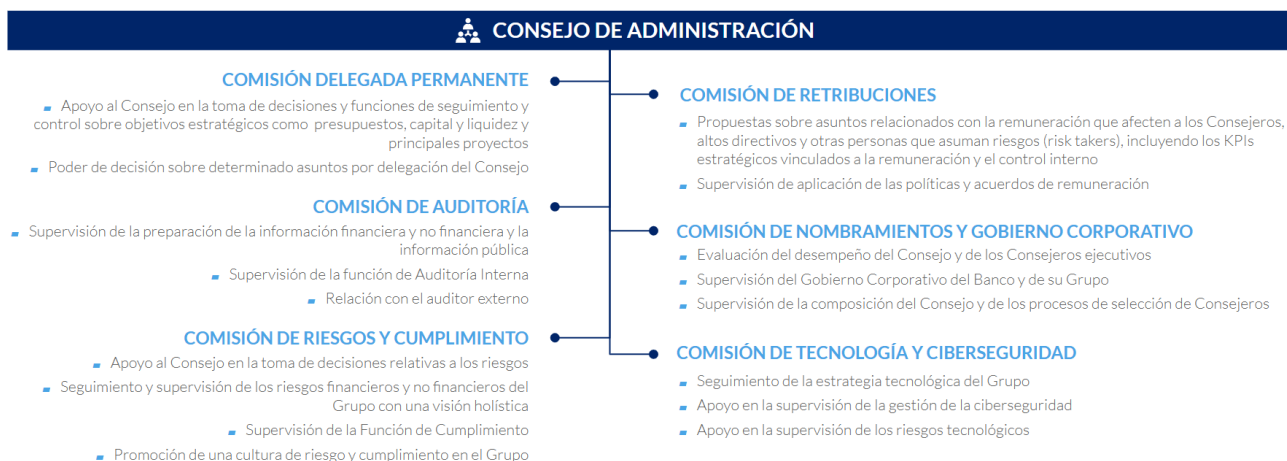 CONSEJO DE ADMINISTRACIÓN
COMISIÓN DELEGADA PERMANENTE
Apoyo al Consejo en la toma de decisiones y funciones de seguimiento y
control sobre objetivos estratégicos como presupuestos, capital y liquidez y
principales proyectos
Poder de decisión sobre determinado asuntos por delegación del Consejo
COMISIÓN DE AUDITORÍA
Supervisión de la preparación de la información financiera y no financiera y la
información pública
Supervisión de la función de Auditoría Interna
Relación con el auditor externo
COMISIÓN DE RIESGOS Y CUMPLIMIENTO
Apoyo al Consejo en la toma de decisiones relativas a los riesgos
Seguimiento y supervisión de los riesgos financieros y no financieros del
Grupo con una visión holística
Supervisión de la Función de Cumplimiento
Promoción de una cultura de riesgo y cumplimiento en el Grupo
COMISIÓN DE RETRIBUCIONES
Propuestas sobre asuntos relacionados con la remuneración que afecten a los Consejeros,
altos directivos y otras personas que asuman riesgos (risk takers), incluyendo los KPIs
estratégicos vinculados a la remuneración y el control interno
Supervisión de aplicación de las políticas y acuerdos de remuneración
COMISIÓN DE NOMBRAMIENTOS Y GOBIERNO CORPORATIVO
Evaluación del desempeño del Consejo y de los Consejeros ejecutivos
Supervisión del Gobierno Corporativo del Banco y de su Grupo
Supervisión de la composición del Consejo y de los procesos de selección de Consejeros
COMISIÓN DE TECNOLOGÍA Y CIBERSEGURIDAD
Seguimiento de la estrategia tecnológica del Grupo
Apoyo en la supervisión de la gestión de la ciberseguridad
Apoyo en la supervisión de los riesgos tecnológicos